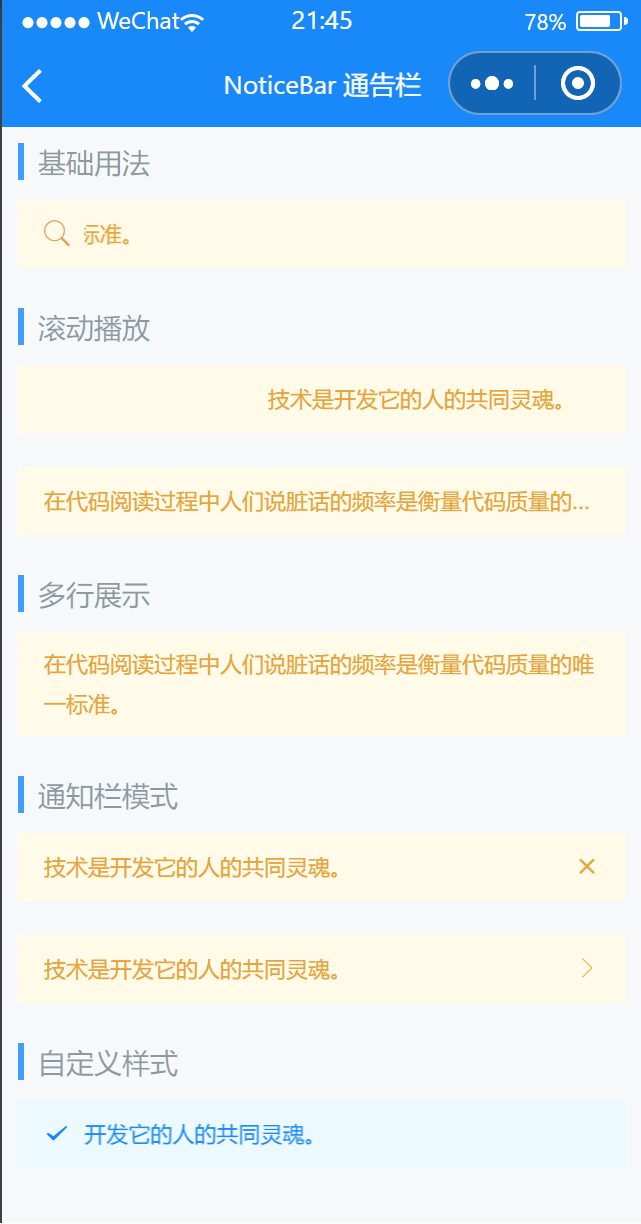 WeChat 21:45 78%
NoticeBar 通告栏
基础用法
标准。
滚动播放
技术是开发它的人的共同灵魂。
在代码阅读过程中人们说脏话的频率是衡量代码质量的...
多行展示
在代码阅读过程中人们说脏话的频率是衡量代码质量的唯
一标准。
通知栏模式
技术是开发它的人的共同灵魂。
技术是开发它的人的共同灵魂。
自定义样式
开发它的人的共同灵魂。